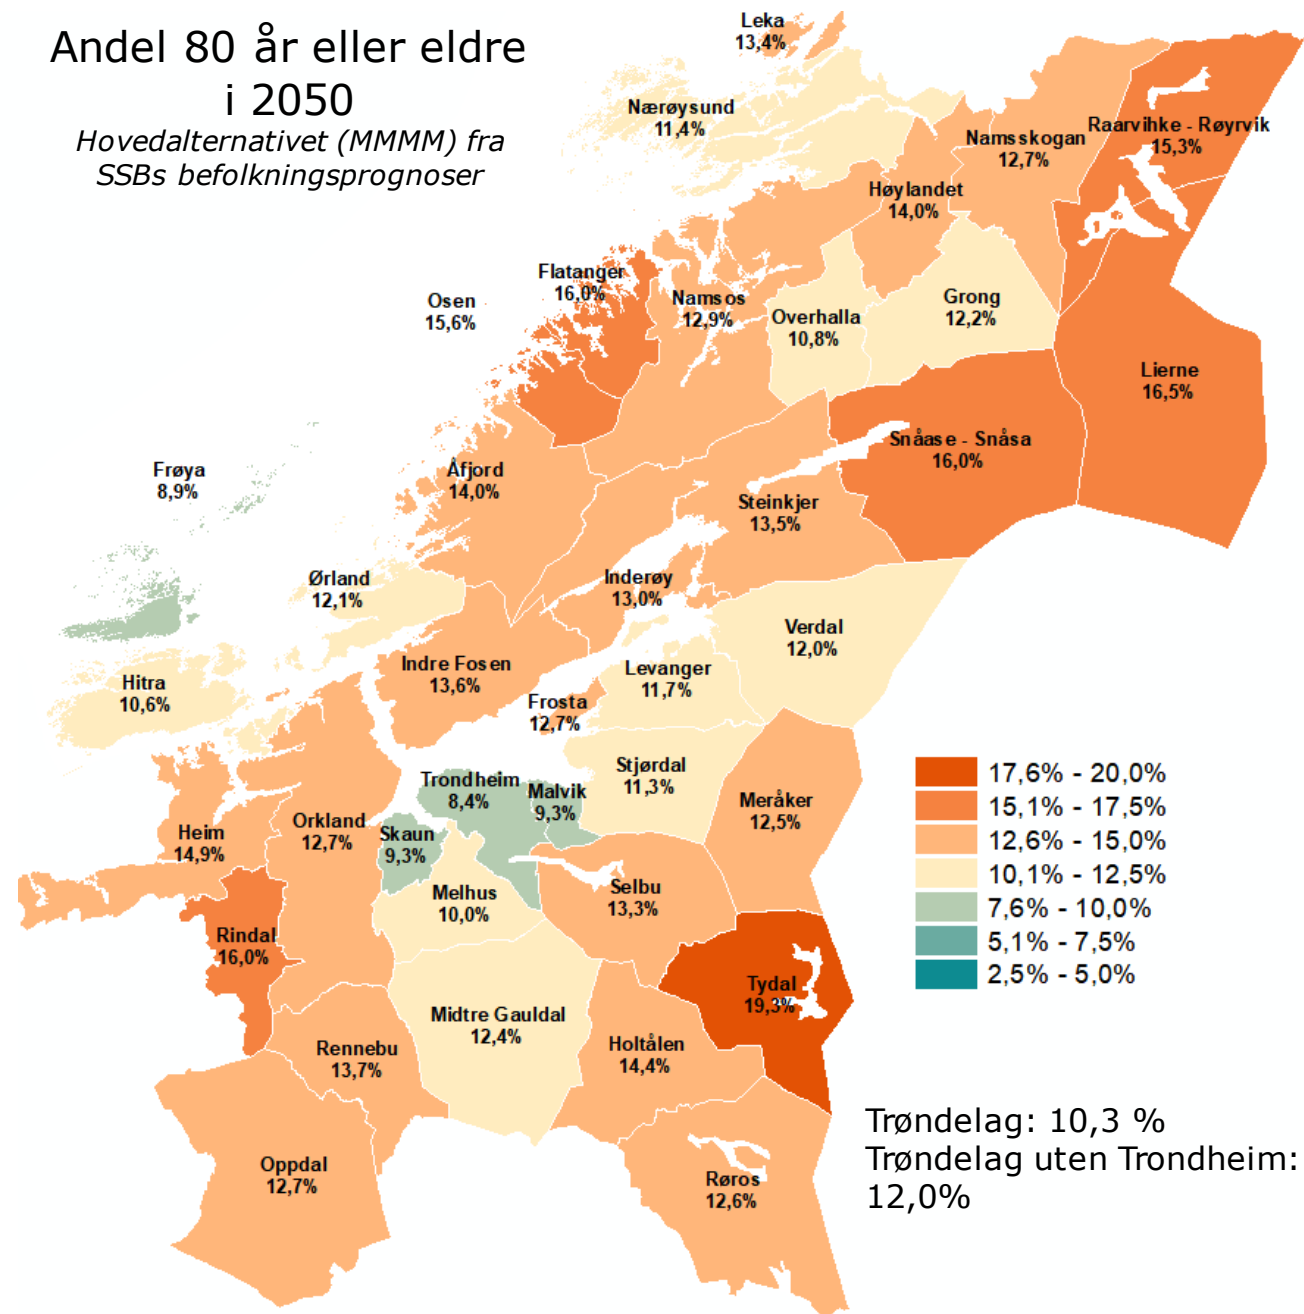 Andel 80 år eller eldre
i 2050
Hovedalternativet (MMMM) fra
SSBs befolkningsprognoser
Leka
13,4%
Nærøysund
11,4%
Namsskogan
12,7%
Raarvihke - Røyrvik
15,3%
Høylandet
14,0%
Flatanger
16,0%
Osen
15,6%
Namsos
12,9%
Overhalla
10,8%
Grong
12,2%
Lierne
16,5%
Snåase - Snåsa
16,0%
Frøya
8,9%
Åfjord
14,0%
Steinkjer
13,5%
Ørland
12,1%
Inderøy
13,0%
Verdal
12,0%
Hitra
10,6%
Indre Fosen
13,6%
Levanger
11,7%
Frosta
12,7%
Trondheim
8,4%
Malvik
9,3%
Stjørdal
11,3%
Meråker
12,5%
Heim
14,9%
Orkland
12,7%
Skaun
9,3%
Melhus
10,0%
Selbu
13,3%
Rindal
16,0%
Tydal
19,3%
Midtre Gauldal
12,4%
Rennebu
13,7%
Holtålen
14,4%
Oppdal
12,7%
Røros
12,6%
17,6% - 20,0%
15,1% - 17,5%
12,6% - 15,0%
10,1% - 12,5%
7,6% - 10,0%
5,1% - 7,5%
2,5% - 5,0%
Trøndelag: 10,3 %
Trøndelag uten Trondheim:
12,0%